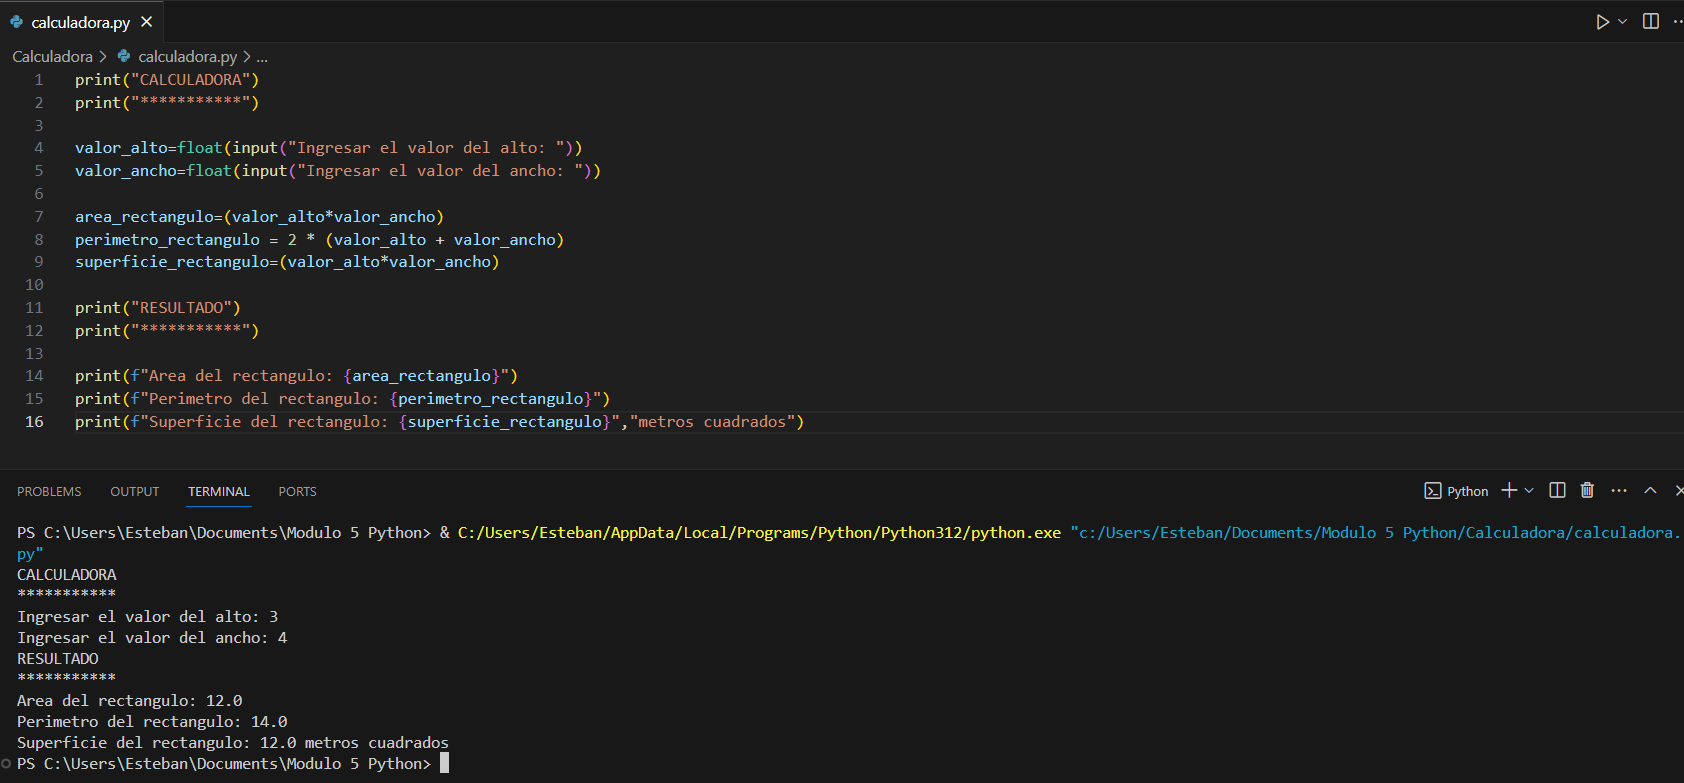 calculadora.py
Calculadora > calculadora.py > ...
1 print("CALCULADORA")
2 print("***********")
3
4 valor_alto=float(input("Ingresar el valor del alto: "))
5 valor_ancho=float(input("Ingresar el valor del ancho: "))
6
7 area_rectangulo=(valor_alto*valor_ancho)
8 perimetro_rectangulo = 2 * (valor_alto + valor_ancho)
9 superficie_rectangulo=(valor_alto*valor_ancho)
10
11 print("RESULTADO")
12 print("***********")
13
14 print(f"Area del rectangulo: {area_rectangulo}")
15 print(f"Perimetro del rectangulo: {perimetro_rectangulo}")
16 print(f"Superficie del rectangulo: {superficie_rectangulo}","metros cuadrados")
PROBLEMS OUTPUT TERMINAL PORTS Python
PS C:\Users\Esteban\Documents\Modulo 5 Python> & C:/Users/Esteban/AppData/Local/Programs/Python/Python312/python.exe "c:/Users/Esteban/Documents/Modulo 5 Python/Calculadora/calculadora.
py"
CALCULADORA
***********
Ingresar el valor del alto: 3
Ingresar el valor del ancho: 4
RESULTADO
***********
Area del rectangulo: 12.0
Perimetro del rectangulo: 14.0
Superficie del rectangulo: 12.0 metros cuadrados
PS C:\Users\Esteban\Documents\Modulo 5 Python>